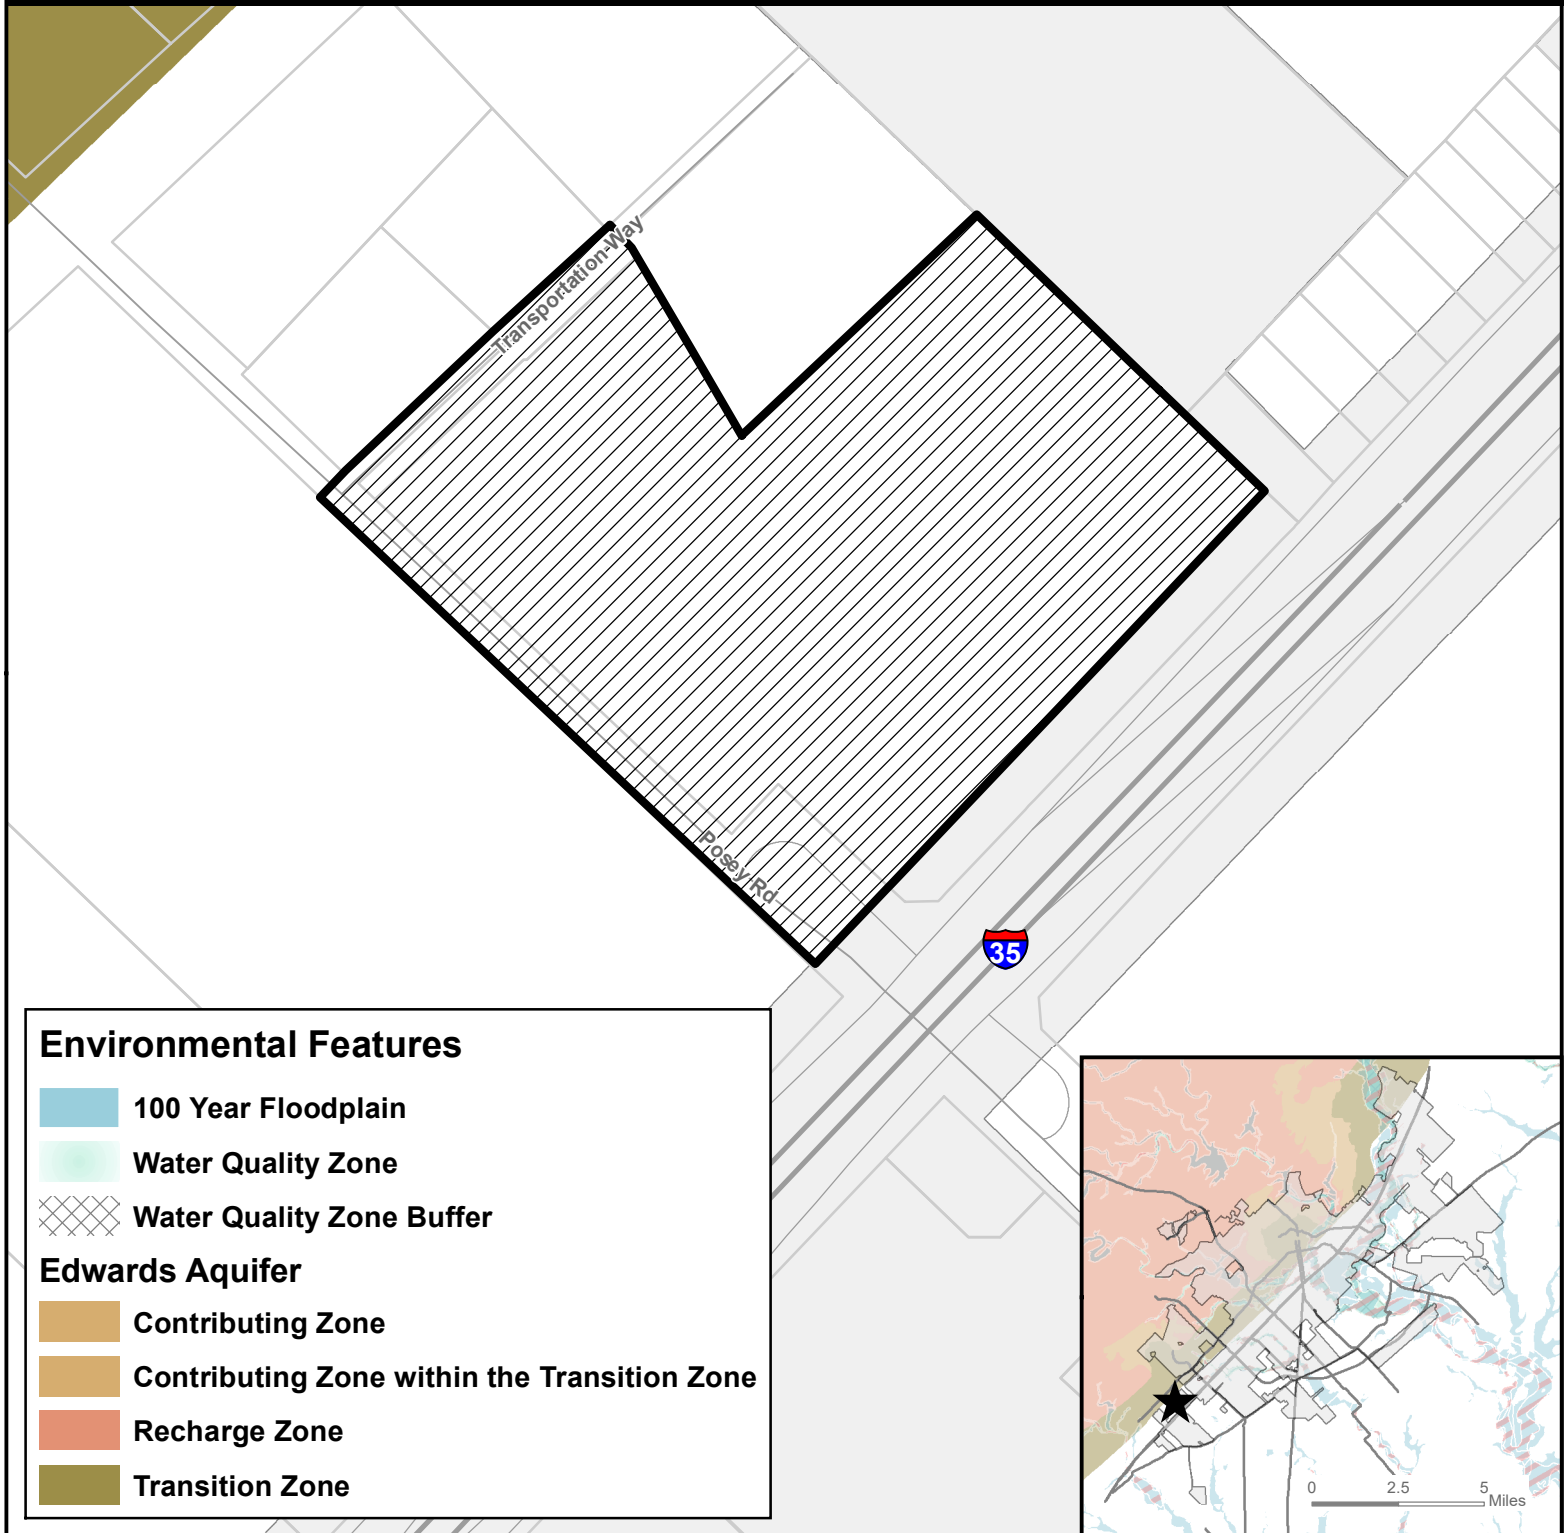 Transportation Way
Posey Rd
35
Environmental Features
100 Year Floodplain
Water Quality Zone
Water Quality Zone Buffer
Edwards Aquifer
Contributing Zone
Contributing Zone within the Transition Zone
Recharge Zone
Transition Zone
0 2.5 5
Miles